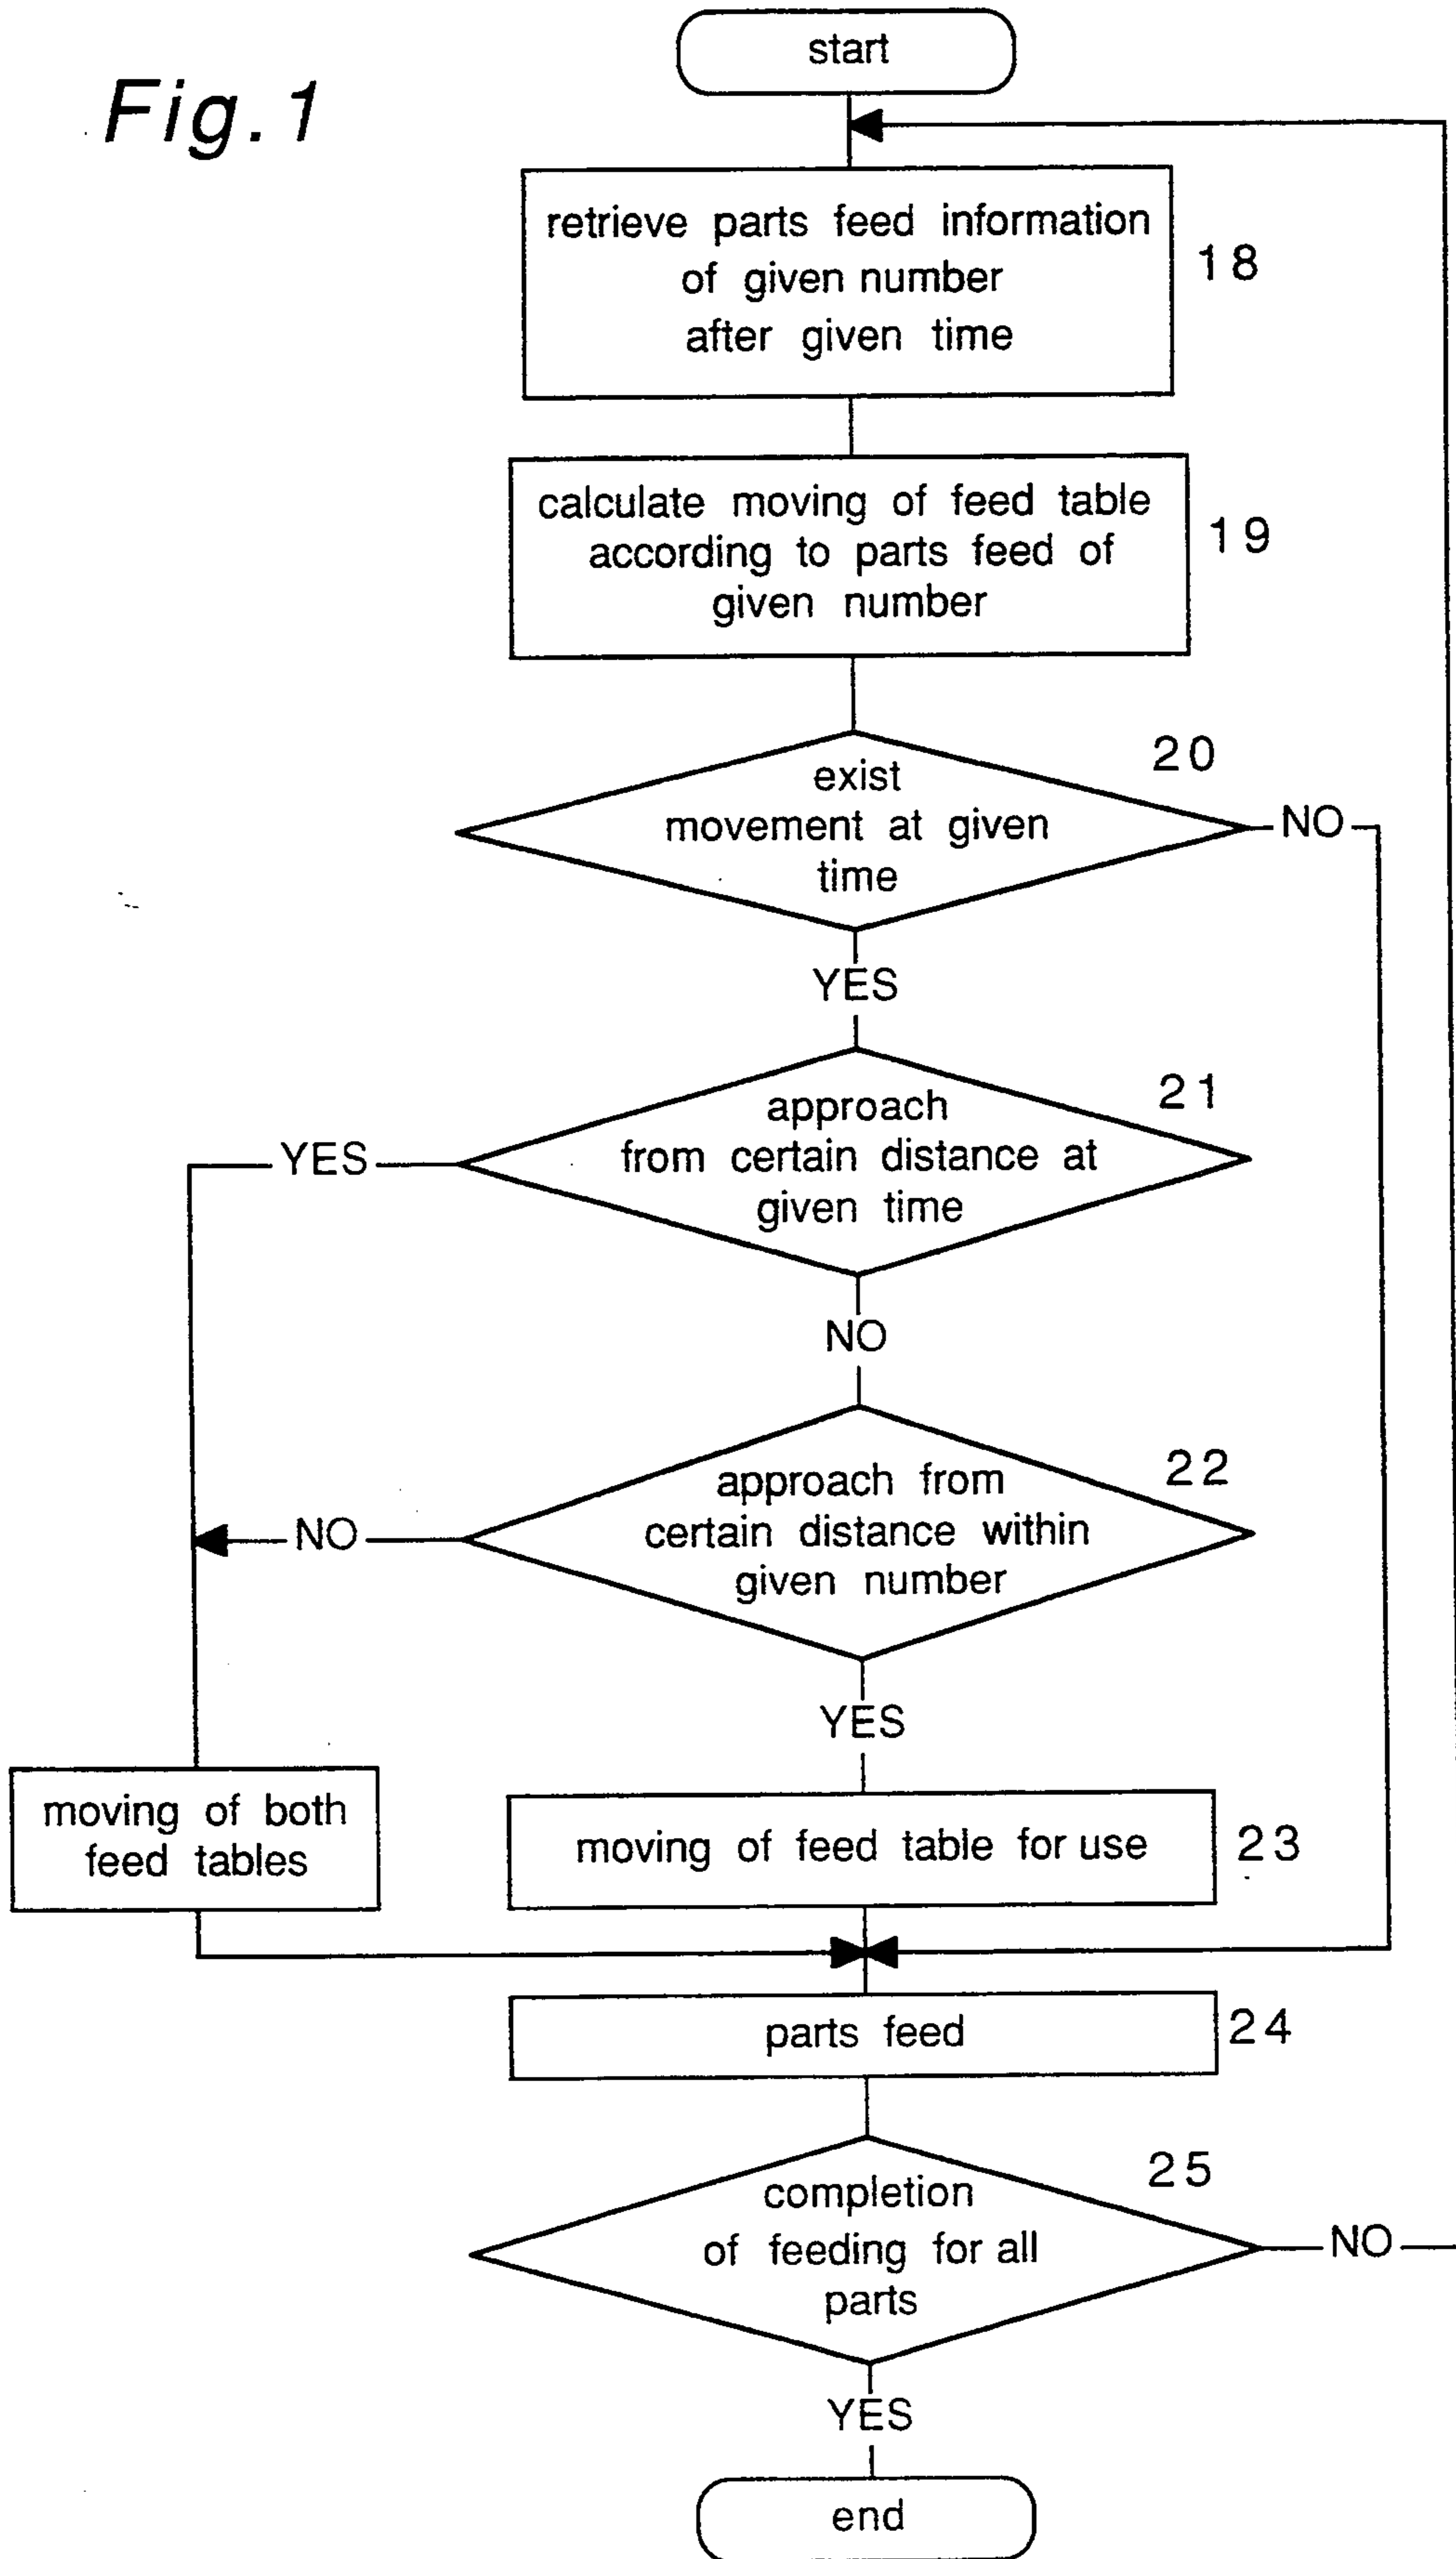 Fig.1
start
retrieve parts feed information
of given number
after given time
18
calculate moving of feed table
according to parts feed of
given number
19
exist
movement at given
time
20
NO
YES
approach
from certain distance at
given time
21
YES
NO
approach from
certain distance within
given number
22
NO
YES
moving of both
feed tables
moving of feed table for use
23
parts feed
24
completion
of feeding for all
parts
25
NO
YES
end